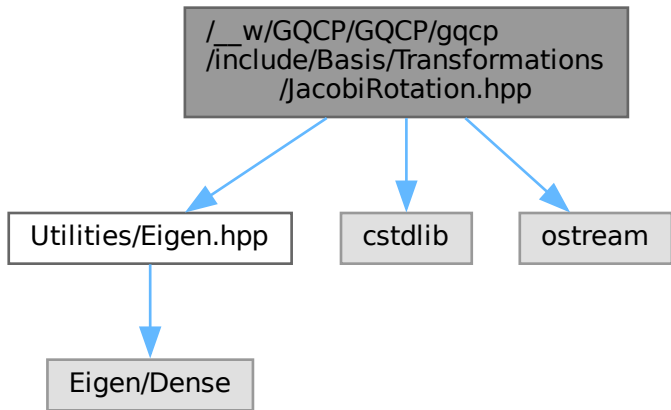 /__w/GQCP/GQCP/gqcp
/include/Basis/Transformations
/JacobiRotation.hpp
Utilities/Eigen.hpp
cstdlib
ostream
Eigen/Dense